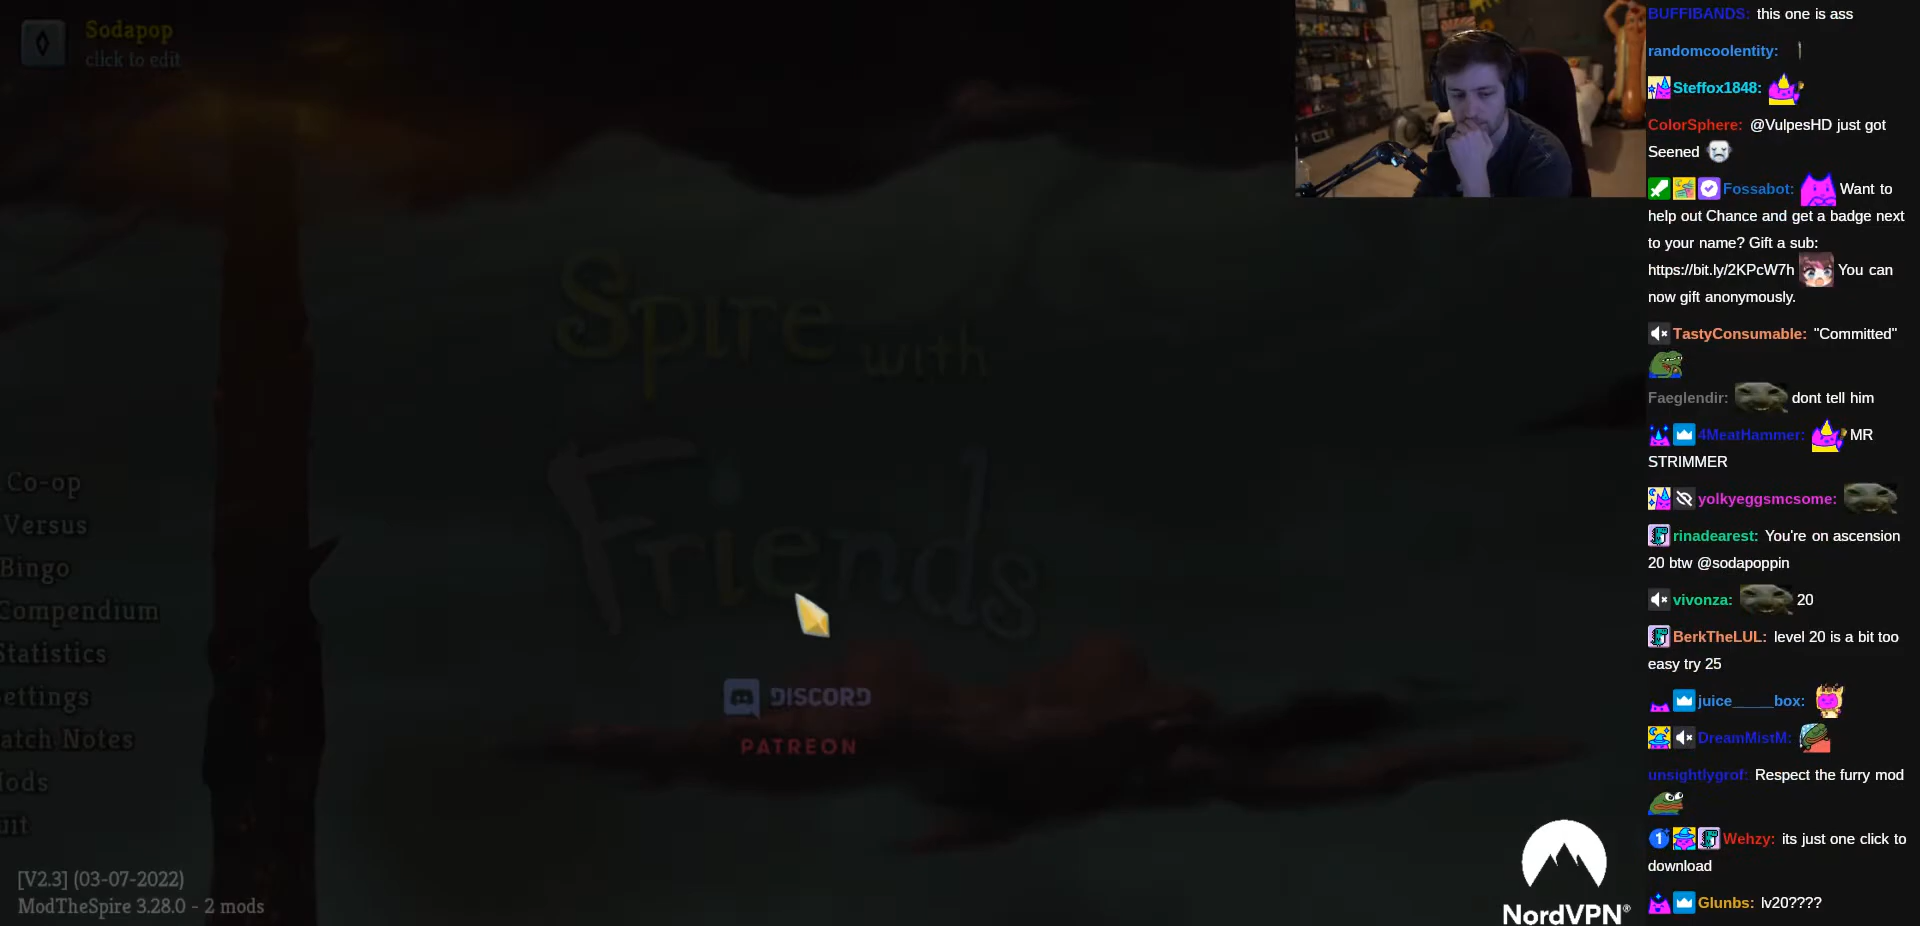 Sodapop
click to edit
Spire with
Friends
Co-op
Versus
Bingo
Compendium
Statistics
ettings
atch Notes
ods
uit
DISCORD
PATREON
[V2.3] (03-07-2022)
ModTheSpire 3.28.0 - 2 mods
NordVPN®
BUFFIBANDS: this one is ass
randomcoolentity:
Steffox1848:
ColorSphere: @VulpesHD just got
Seened
Fossabot: Want to
help out Chance and get a badge next
to your name? Gift a sub:
https://bit.ly/2KPcW7h You can
now gift anonymously.
TastyConsumable: "Committed"
Faeglendir: dont tell him
4MeatHammer: MR
STRIMMER
yolkyeggsmcsome:
rinadearest: You're on ascension
20 btw @sodapoppin
vivonza: 20
BerkTheLUL: level 20 is a bit too
easy try 25
juice_____box:
DreamMistM:
unsightlygrof: Respect the furry mod
1 Wehzy: its just one click to
download
Glunbs: lv20????